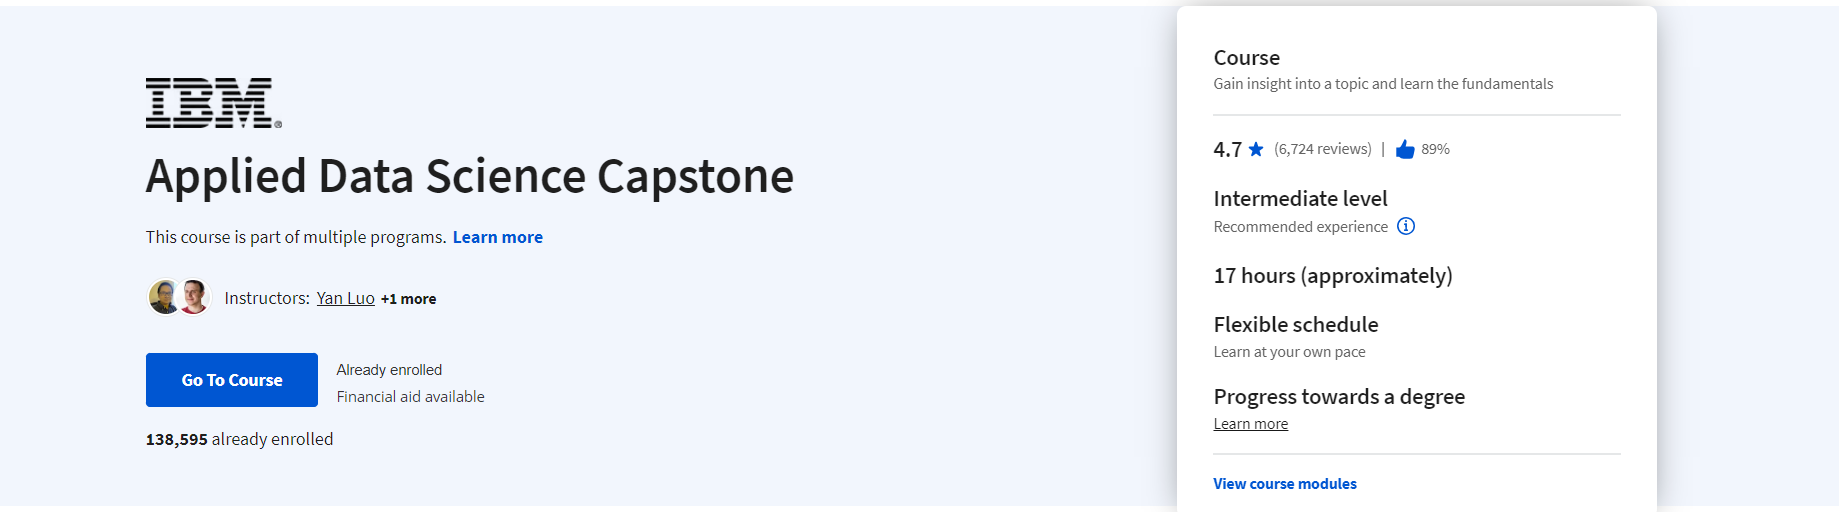 IBM®
Applied Data Science Capstone
This course is part of multiple programs. Learn more
Instructors: Yan Luo +1 more
Go To Course
Already enrolled
Financial aid available
138,595 already enrolled
Course
Gain insight into a topic and learn the fundamentals
4.7 ★ (6,724 reviews) | 89%
Intermediate level
Recommended experience
17 hours (approximately)
Flexible schedule
Learn at your own pace
Progress towards a degree
Learn more
View course modules